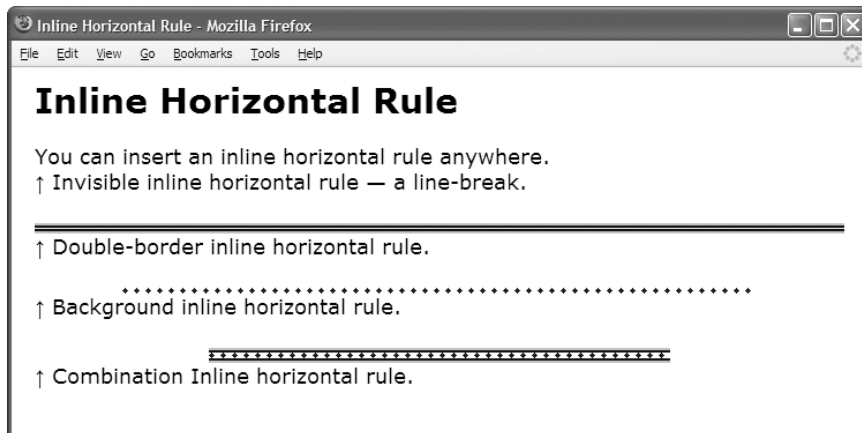 Inline Horizontal Rule - Mozilla Firefox
File Edit View Go Bookmarks Tools Help
Inline Horizontal Rule
You can insert an inline horizontal rule anywhere.
↑ Invisible inline horizontal rule — a line-break.
↑ Double-border inline horizontal rule.
↑ Background inline horizontal rule.
↑ Combination Inline horizontal rule.